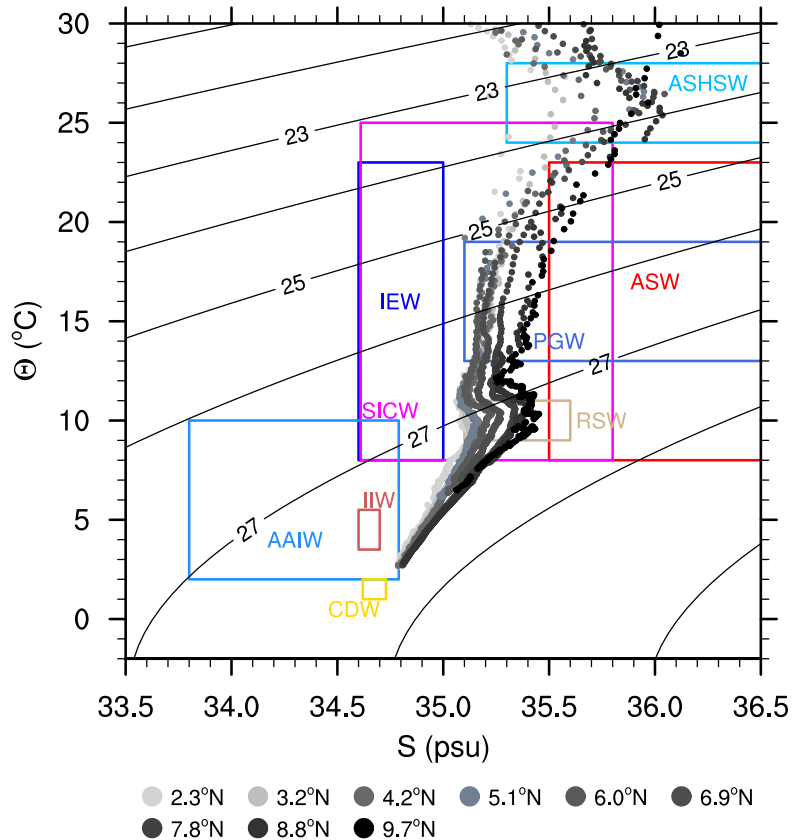 30
23
ASHSW
25
23
25
20
25
25
IEW
ASW
15
PGW
27
Θ (°C)
10
SICW
RSW
27
5
IIW
27
AAIW
0
CDW
33.5 34.0 34.5 35.0 35.5 36.0 36.5
S (psu)
2.3°N 3.2°N 4.2°N 5.1°N 6.0°N 6.9°N
7.8°N 8.8°N 9.7°N